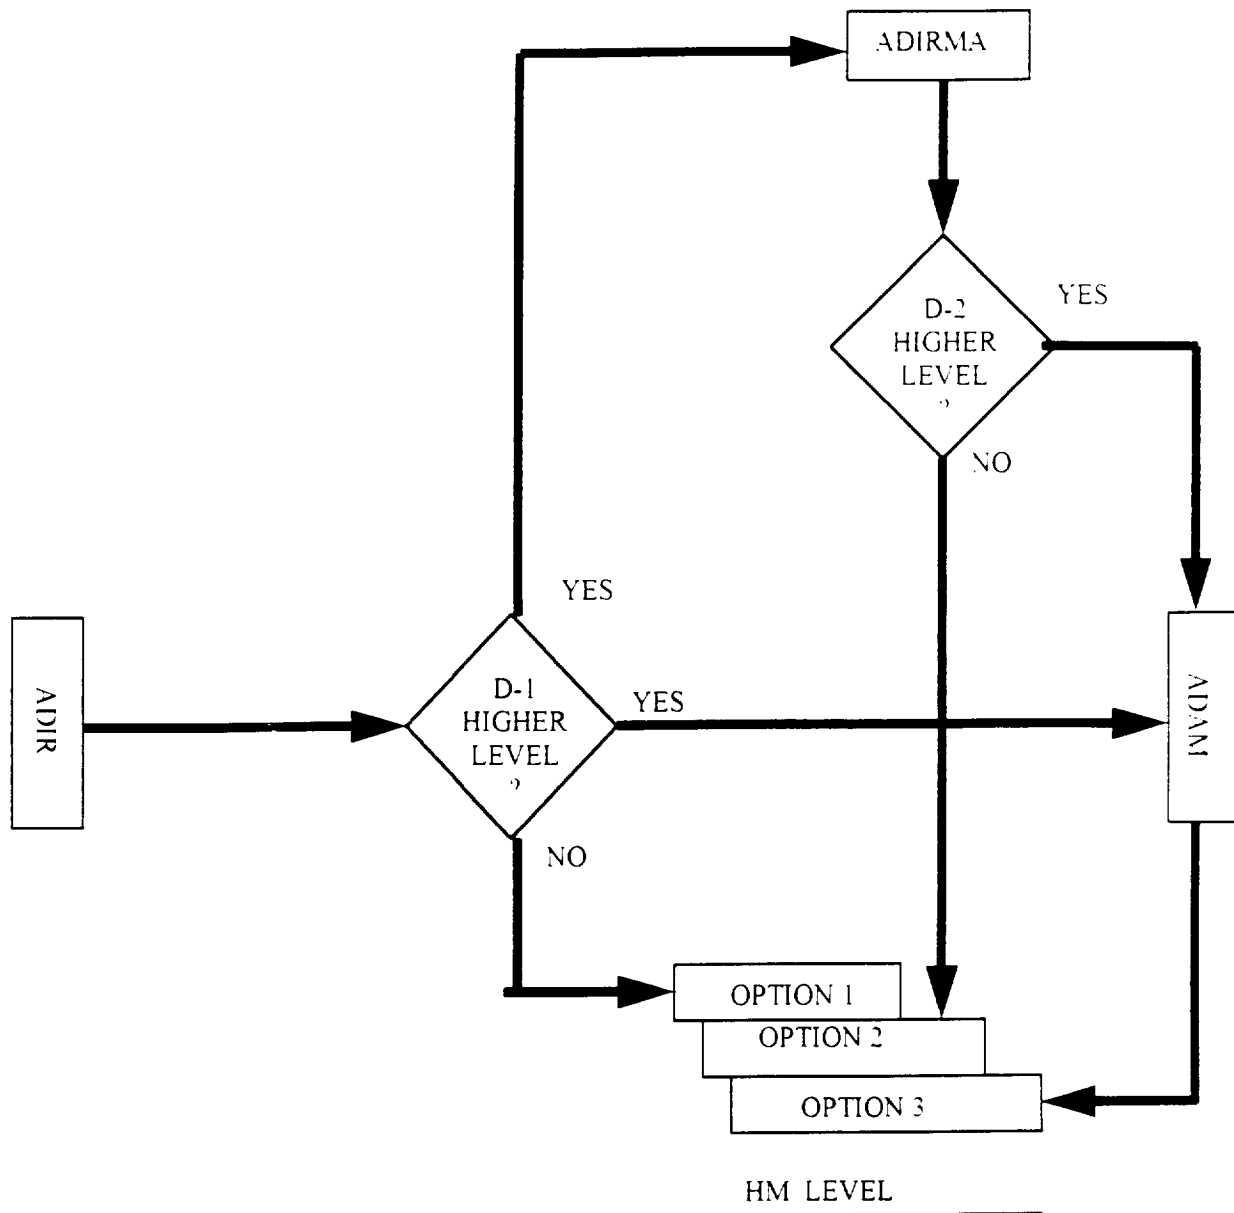 ADIRMA
D-2
HIGHER
LEVEL
?
YES
NO
YES
ADIR
D-1
HIGHER
LEVEL
?
YES
ADAM
NO
OPTION 1
OPTION 2
OPTION 3
HM LEVEL